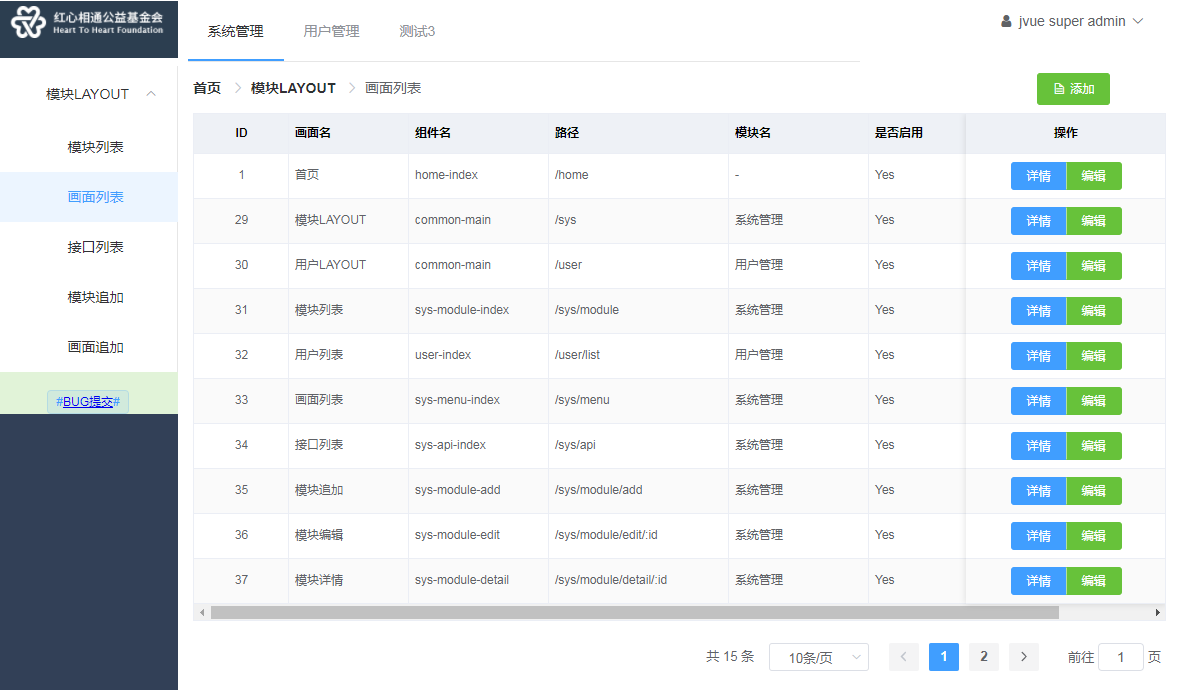 红心相通公益基金会
Heart To Heart Foundation
系统管理 用户管理 测试3
jvue super admin
模块LAYOUT
模块列表
画面列表
接口列表
模块追加
画面追加
#BUG提交#
首页 模块LAYOUT 画面列表
添加
ID 画面名 组件名 路径 模块名 是否启用 操作
1 首页 home-index /home - Yes 详情 编辑
29 模块LAYOUT common-main /sys 系统管理 Yes 详情 编辑
30 用户LAYOUT common-main /user 用户管理 Yes 详情 编辑
31 模块列表 sys-module-index /sys/module 系统管理 Yes 详情 编辑
32 用户列表 user-index /user/list 用户管理 Yes 详情 编辑
33 画面列表 sys-menu-index /sys/menu 系统管理 Yes 详情 编辑
34 接口列表 sys-api-index /sys/api 系统管理 Yes 详情 编辑
35 模块追加 sys-module-add /sys/module/add 系统管理 Yes 详情 编辑
36 模块编辑 sys-module-edit /sys/module/edit/:id 系统管理 Yes 详情 编辑
37 模块详情 sys-module-detail /sys/module/detail/:id 系统管理 Yes 详情 编辑
共 15 条 10条/页 1 2 前往 1 页